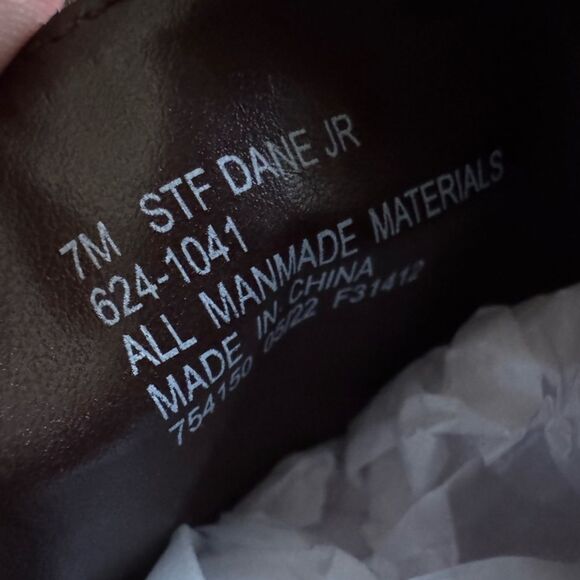 7M STF DANE JR
624-1041
ALL MANMADE MATERIALS
MADE IN CHINA
754150 05/22 F31412